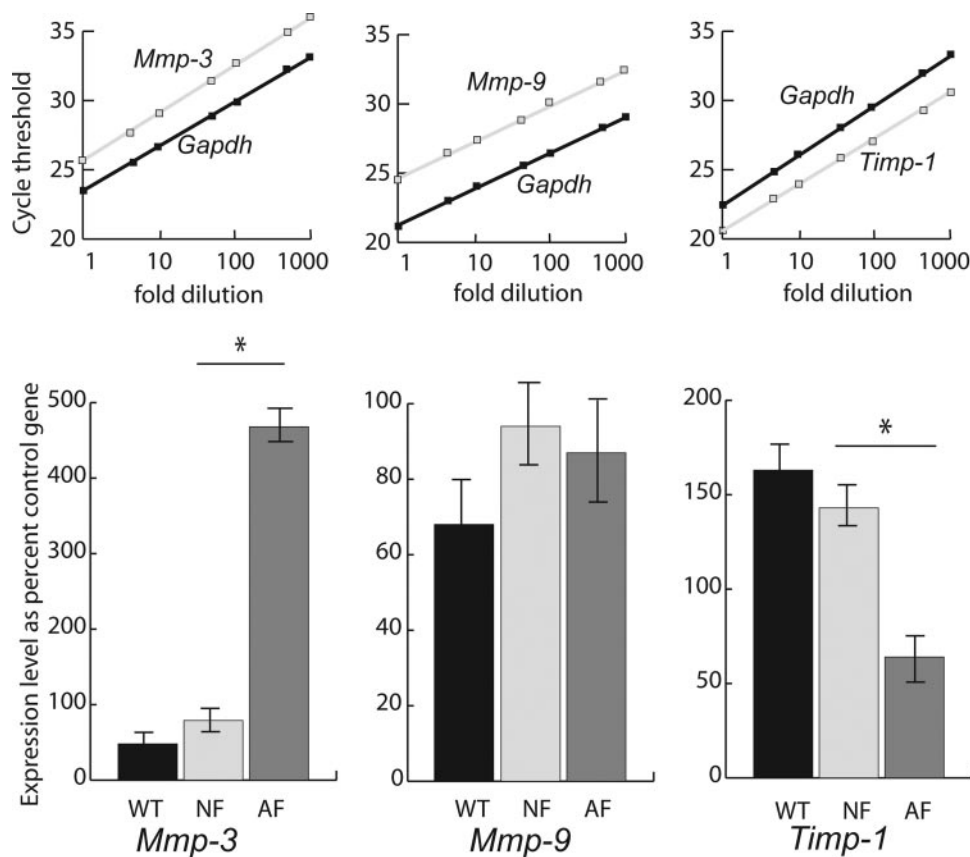 35
30
25
20
Cycle threshold
Mmp-3
Gapdh
1 10 100 1000
fold dilution
35
30
25
20
Mmp-9
Gapdh
1 10 100 1000
fold dilution
35
30
25
20
Gapdh
Timp-1
1 10 100 1000
fold dilution
Expression level as percent control gene
500
400
300
200
100
0
*
WT NF AF
Mmp-3
100
80
60
40
20
0
WT NF AF
Mmp-9
200
150
100
50
0
*
WT NF AF
Timp-1